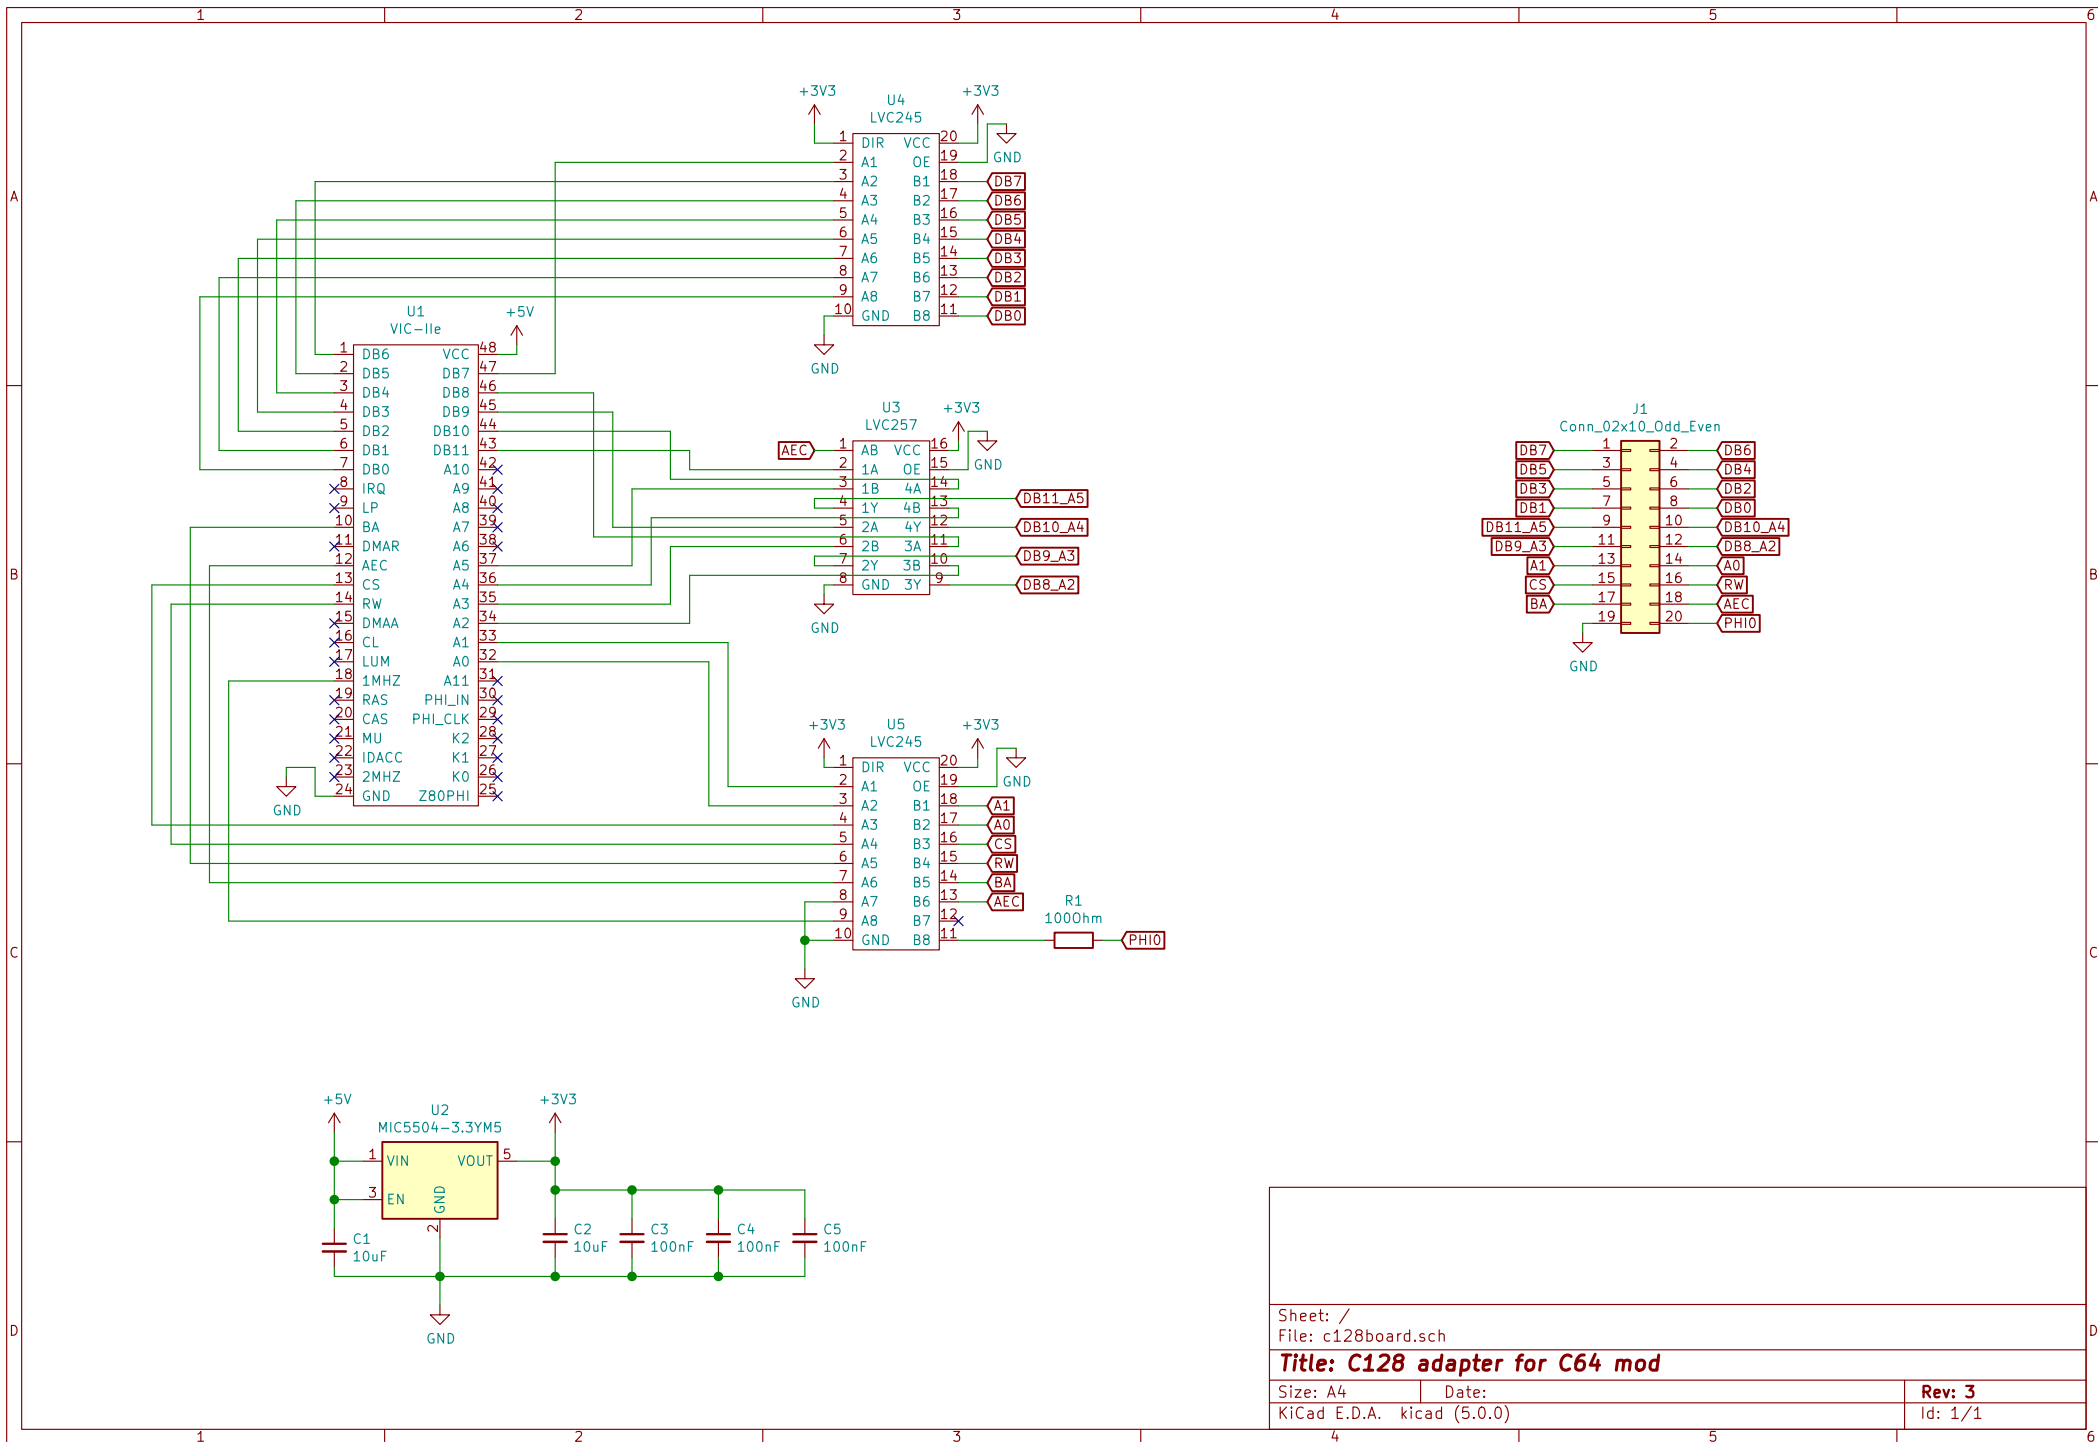 1 2 3 4 5 6
A
B
C
D
A
B
C
D
1 2 3 4 5 6
+3V3
+3V3
U4
LVC245
GND
1 DIR VCC 20
2 A1 OE 19
3 A2 B1 18 DB7
4 A3 B2 17 DB6
5 A4 B3 16 DB5
6 A5 B4 15 DB4
7 A6 B5 14 DB3
8 A7 B6 13 DB2
9 A8 B7 12 DB1
10 GND B8 11 DB0
GND
U1
VIC-IIe
+5V
1 DB6 VCC 48
2 DB5 DB7 47
3 DB4 DB8 46
4 DB3 DB9 45
5 DB2 DB10 44
6 DB1 DB11 43
7 DB0 A10 42
8 IRQ A9 41
9 LP A8 40
10 BA A7 39
11 DMAR A6 38
12 AEC A5 37
13 CS A4 36
14 RW A3 35
15 DMAA A2 34
16 CL A1 33
17 LUM A0 32
18 1MHZ A11 31
19 RAS PHI_IN 30
20 CAS PHI_CLK 29
21 MU K2 28
22 IDACC K1 27
23 2MHZ K0 26
24 GND Z80PHI 25
GND
U3
LVC257
+3V3
GND
AEC 1 AB VCC 16
2 1A OE 15
3 1B 4A 14
4 1Y 4B 13
5 2A 4Y 12
6 2B 3A 11
7 2Y 3B 10
8 GND 3Y 9
DB11_A5
DB10_A4
DB9_A3
DB8_A2
GND
J1
Conn_02x10_Odd_Even
DB7 1 2 DB6
DB5 3 4 DB4
DB3 5 6 DB2
DB1 7 8 DB0
DB11_A5 9 10 DB10_A4
DB9_A3 11 12 DB8_A2
A1 13 14 A0
CS 15 16 RW
BA 17 18 AEC
19 20 PHI0
GND
+3V3
+3V3
U5
LVC245
GND
1 DIR VCC 20
2 A1 OE 19
3 A2 B1 18 A1
4 A3 B2 17 A0
5 A4 B3 16 CS
6 A5 B4 15 RW
7 A6 B5 14 BA
8 A7 B6 13 AEC
9 A8 B7 12
10 GND B8 11
R1
100Ohm
PHI0
GND
+5V
+3V3
U2
MIC5504-3.3YM5
1 VIN VOUT 5
3 EN
GND
2
C1
10uF
C2
10uF
C3
100nF
C4
100nF
C5
100nF
GND
Sheet: /
File: c128board.sch
Title: C128 adapter for C64 mod
Size: A4 Date: Rev: 3
KiCad E.D.A. kicad (5.0.0) Id: 1/1